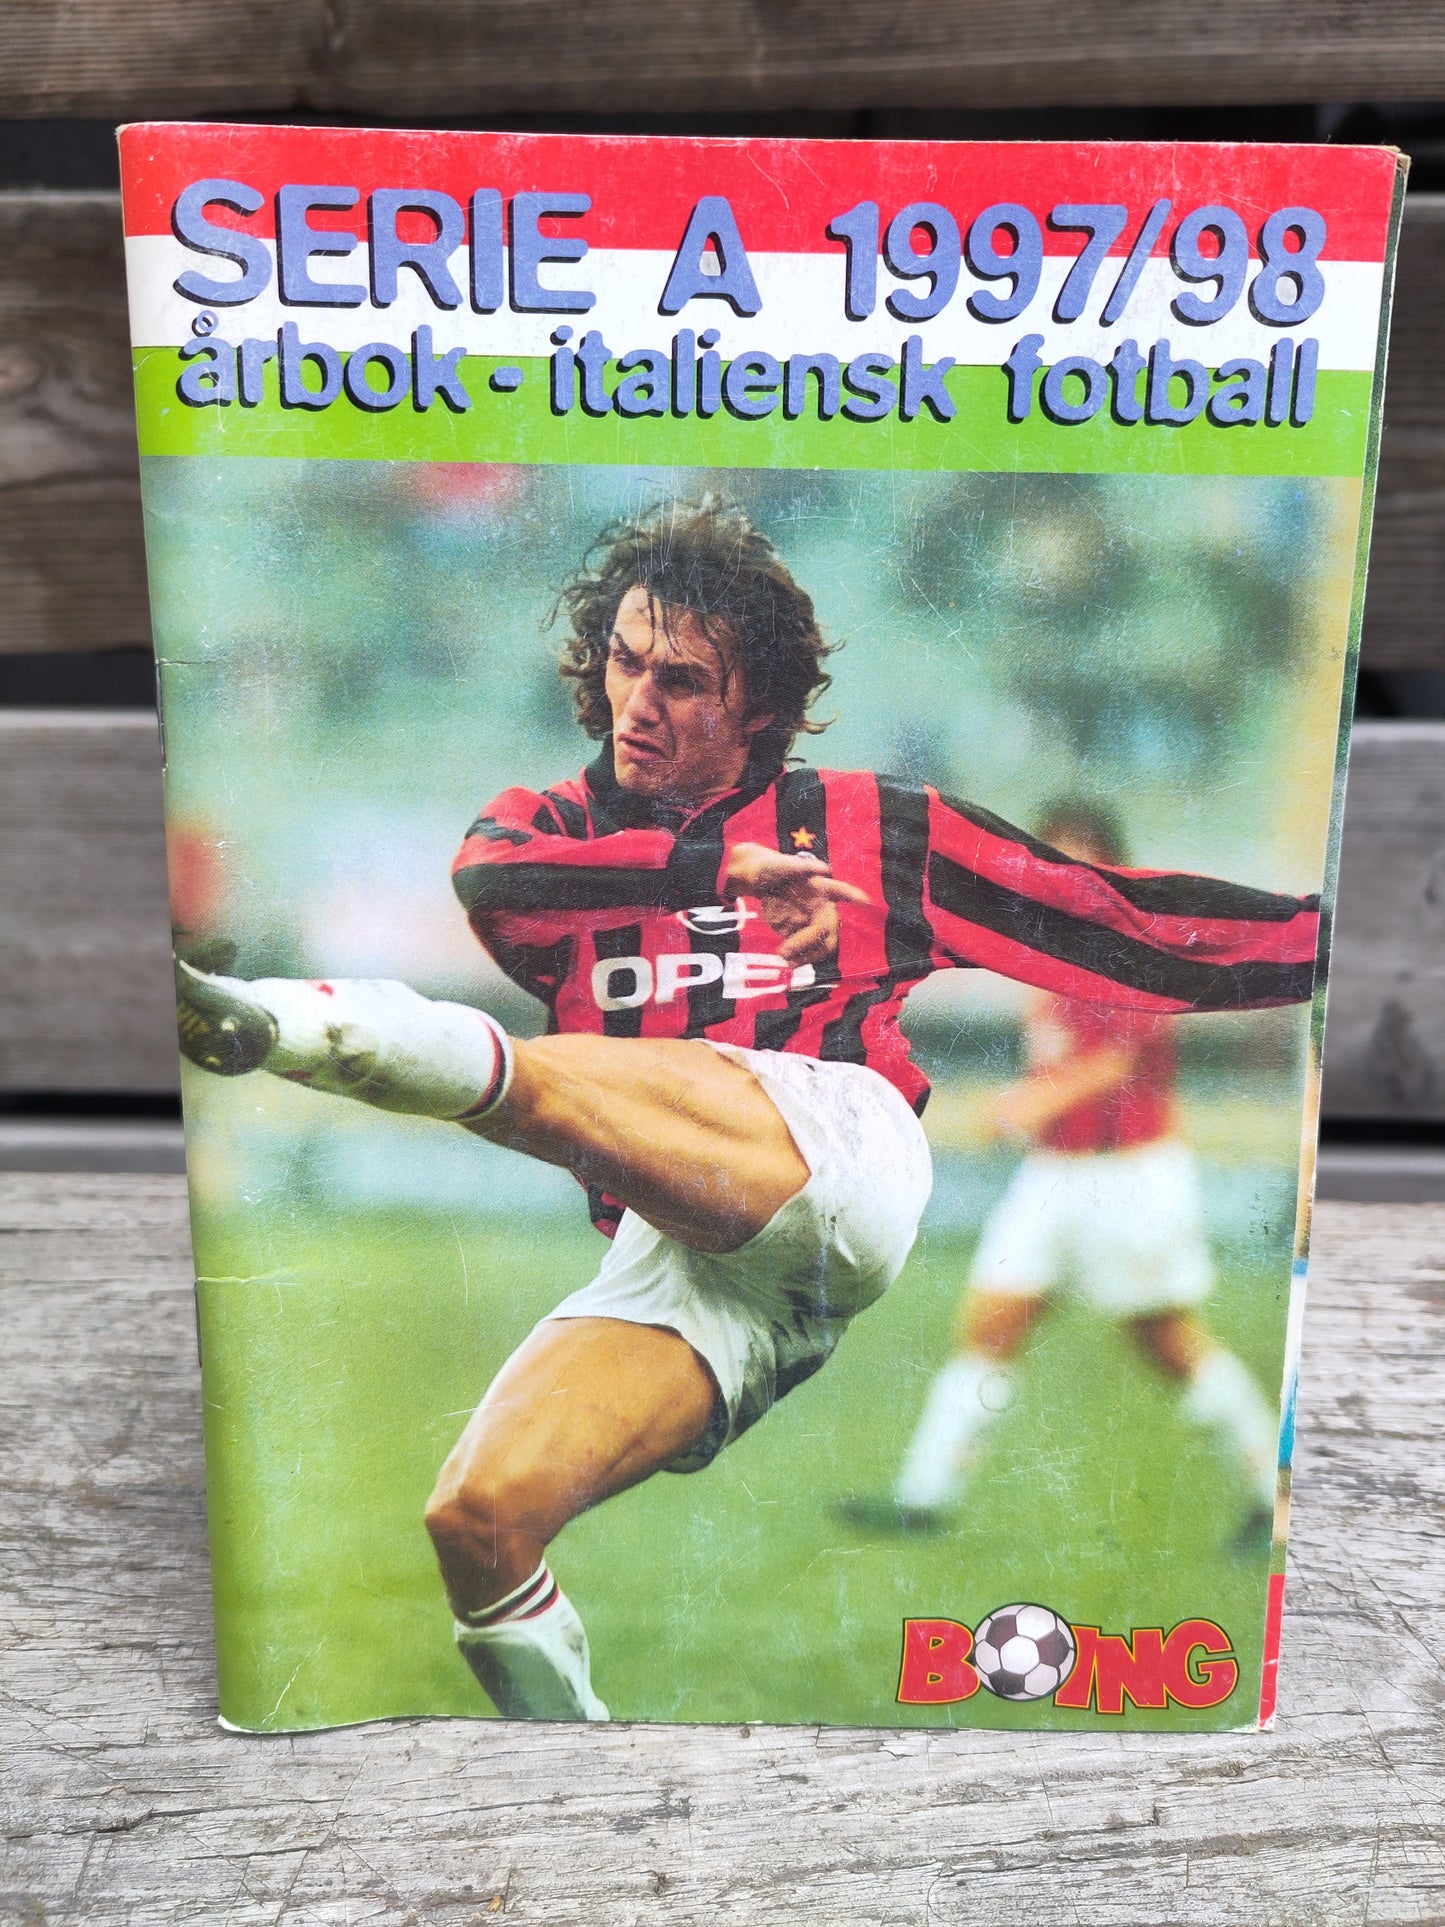 SERIE A 1997/98
årbok - italiensk fotball
OPEL
BOING